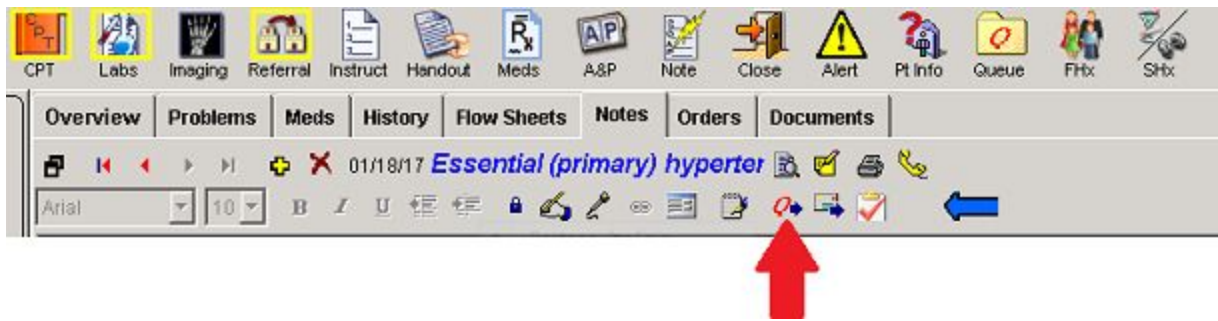 CPT Labs Imaging Referral Instruct Handout Meds A&P Note Close Alert Pt Info Queue FHx SHx
Overview Problems Meds History Flow Sheets Notes Orders Documents
01/18/17 Essential (primary) hyperter
Arial 10 B I U